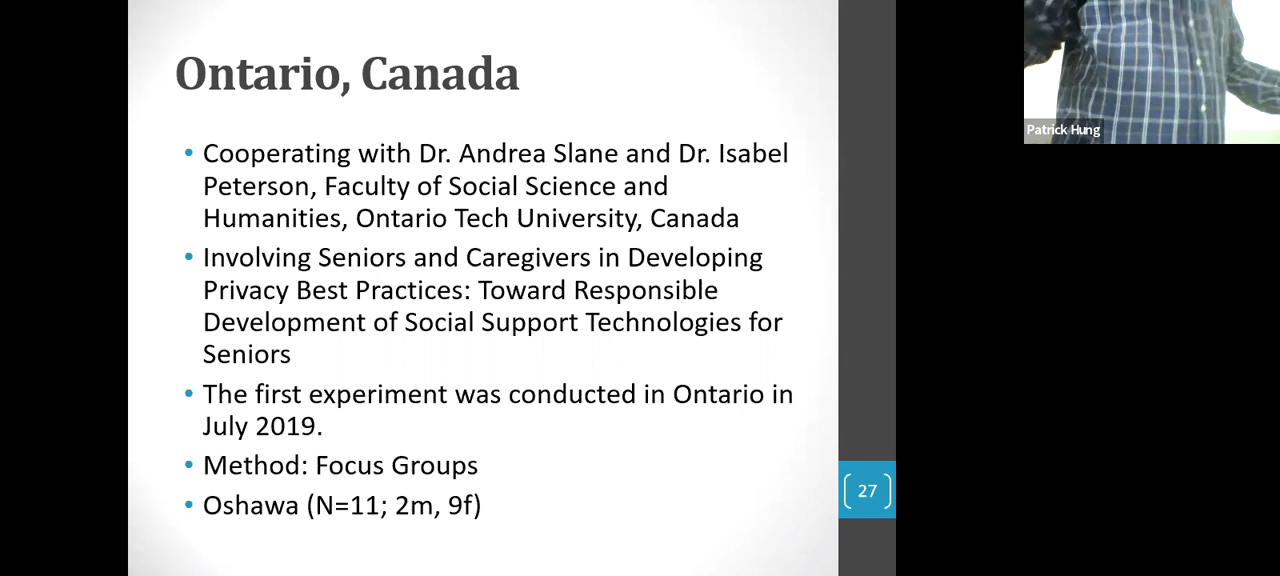 Ontario, Canada
• Cooperating with Dr. Andrea Slane and Dr. Isabel
Peterson, Faculty of Social Science and
Humanities, Ontario Tech University, Canada
• Involving Seniors and Caregivers in Developing
Privacy Best Practices: Toward Responsible
Development of Social Support Technologies for
Seniors
• The first experiment was conducted in Ontario in
July 2019.
• Method: Focus Groups
• Oshawa (N=11; 2m, 9f)
27
Patrick Hung